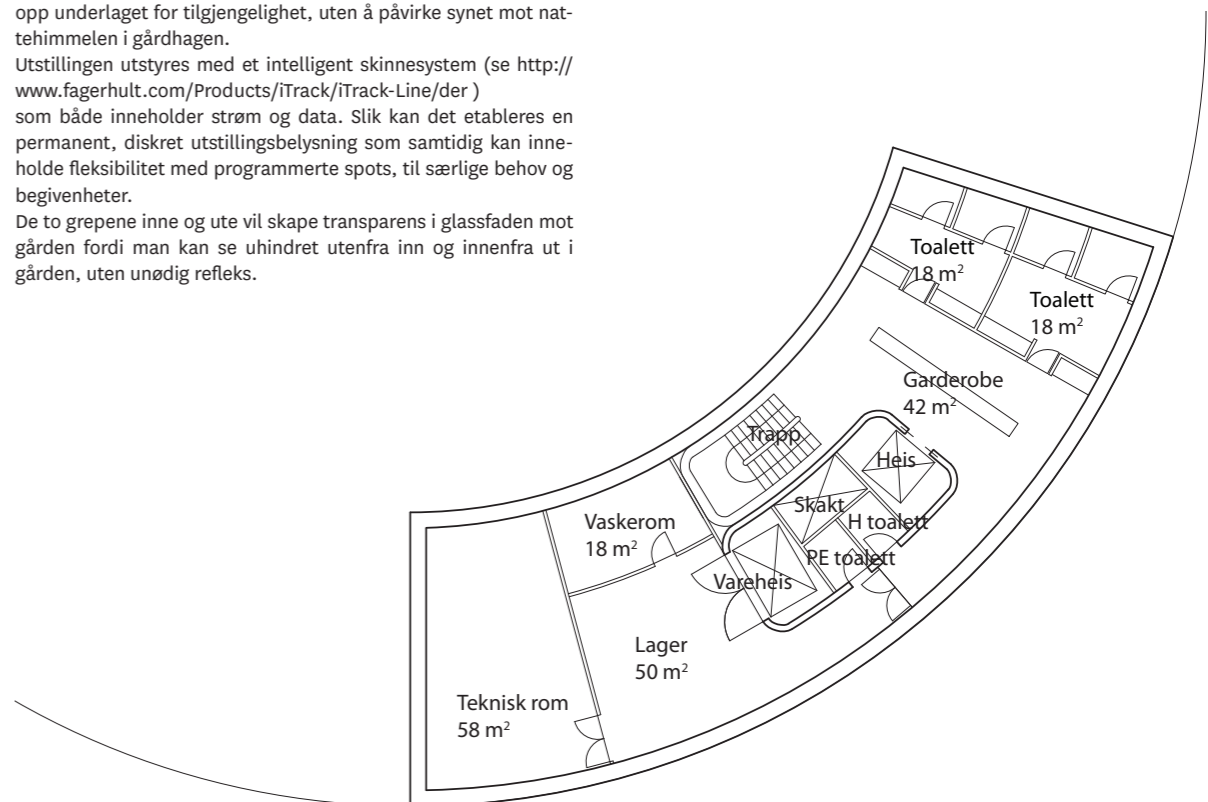 opp underlaget for tilgjengelighet, uten å påvirke synet mot nat-
tehimmelen i gårdhagen.
Utstillingen utstyres med et intelligent skinnesystem (se http://
www.fagerhult.com/Products/iTrack/iTrack-Line/der )
som både inneholder strøm og data. Slik kan det etableres en
permanent, diskret utstillingsbelysning som samtidig kan inne-
holde fleksibilitet med programmerte spots, til særlige behov og
begivenheter.
De to grepene inne og ute vil skape transparens i glassfaden mot
gården fordi man kan se uhindret utenfra inn og innenfra ut i
gården, uten unødig refleks.
Toalett
18 m²
Toalett
18 m²
Garderobe
42 m²
Trapp
Heis
Skakt
H toalett
Vaskerom
18 m²
PE toalett
Vareheis
Lager
50 m²
Teknisk rom
58 m²